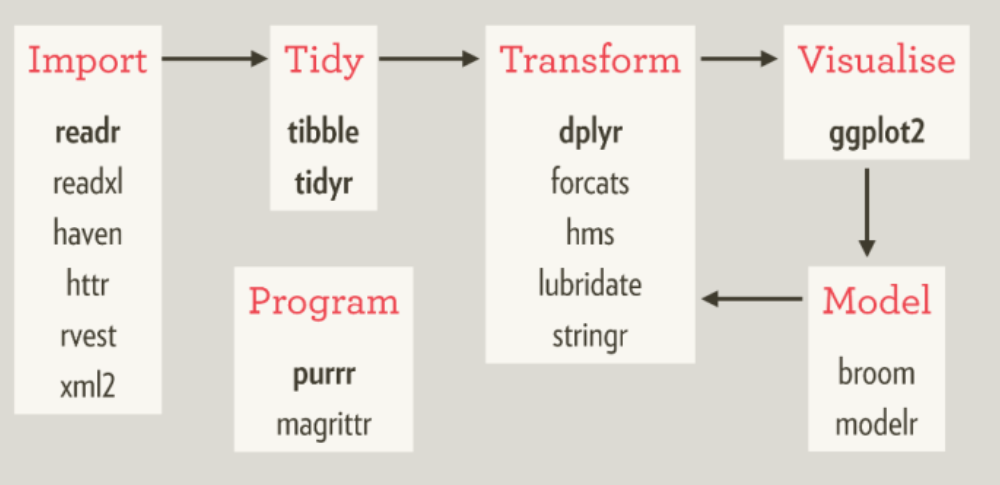 Import
readr
readxl
haven
httr
rvest
xml2
Tidy
tibble
tidyr
Program
purrr
magrittr
Transform
dplyr
forcats
hms
lubridate
stringr
Visualise
ggplot2
Model
broom
modelr